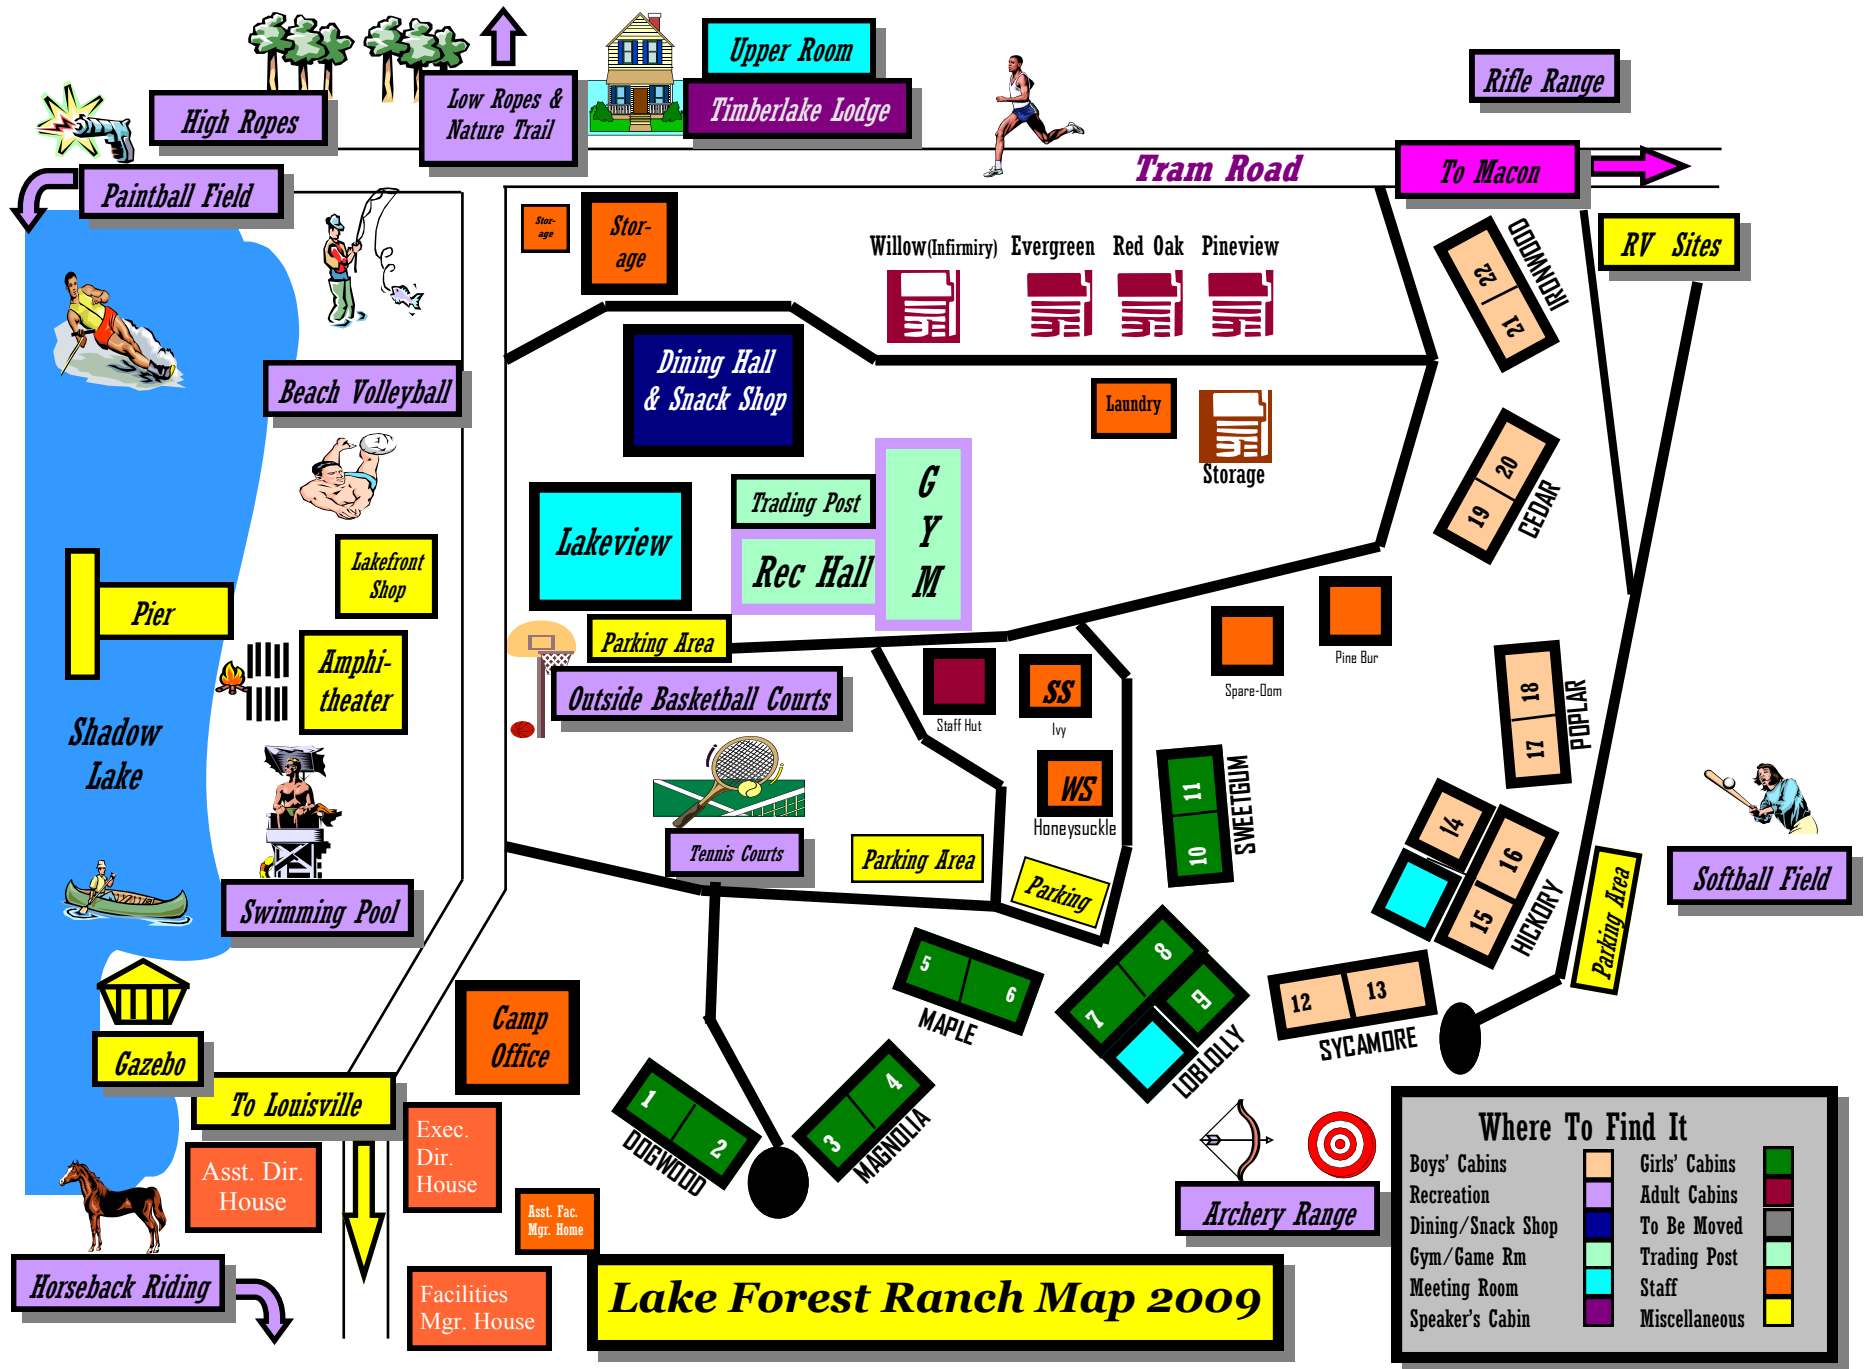 Upper Room
Timberlake Lodge
Rifle Range
High Ropes
Low Ropes &
Nature Trail
Tram Road
To Macon
Paintball Field
Stor-
age
Stor-
age
Willow(Infirmiry)
Evergreen
Red Oak
Pineview
IRONWOOD
22
21
RV Sites
Dining Hall
& Snack Shop
Beach Volleyball
Laundry
Storage
20
19
CEDAR
Trading Post
G
Y
M
Lakeview
Rec Hall
Lakefront
Shop
Pier
Parking Area
Amphi-
theater
Outside Basketball Courts
Staff Hut
SS
Ivy
Spare-Dom
Pine Bur
18
17
POPLAR
Shadow
Lake
WS
Honeysuckle
11
10
SWEETGUM
14
16
15
HICKORY
Tennis Courts
Parking Area
Parking
Parking Area
Softball Field
Swimming Pool
5
6
MAPLE
8
9
7
LOBLOLLY
12
13
SYCAMORE
Gazebo
Camp
Office
To Louisville
1
2
DOGWOOD
4
3
MAGNOLIA
Exec.
Dir.
House
Asst. Dir.
House
Asst. Fac.
Mgr. Home
Archery Range
Horseback Riding
Facilities
Mgr. House
Lake Forest Ranch Map 2009
Where To Find It
Boys' Cabins
Girls' Cabins
Recreation
Adult Cabins
Dining/Snack Shop
To Be Moved
Gym/Game Rm
Trading Post
Meeting Room
Staff
Speaker's Cabin
Miscellaneous